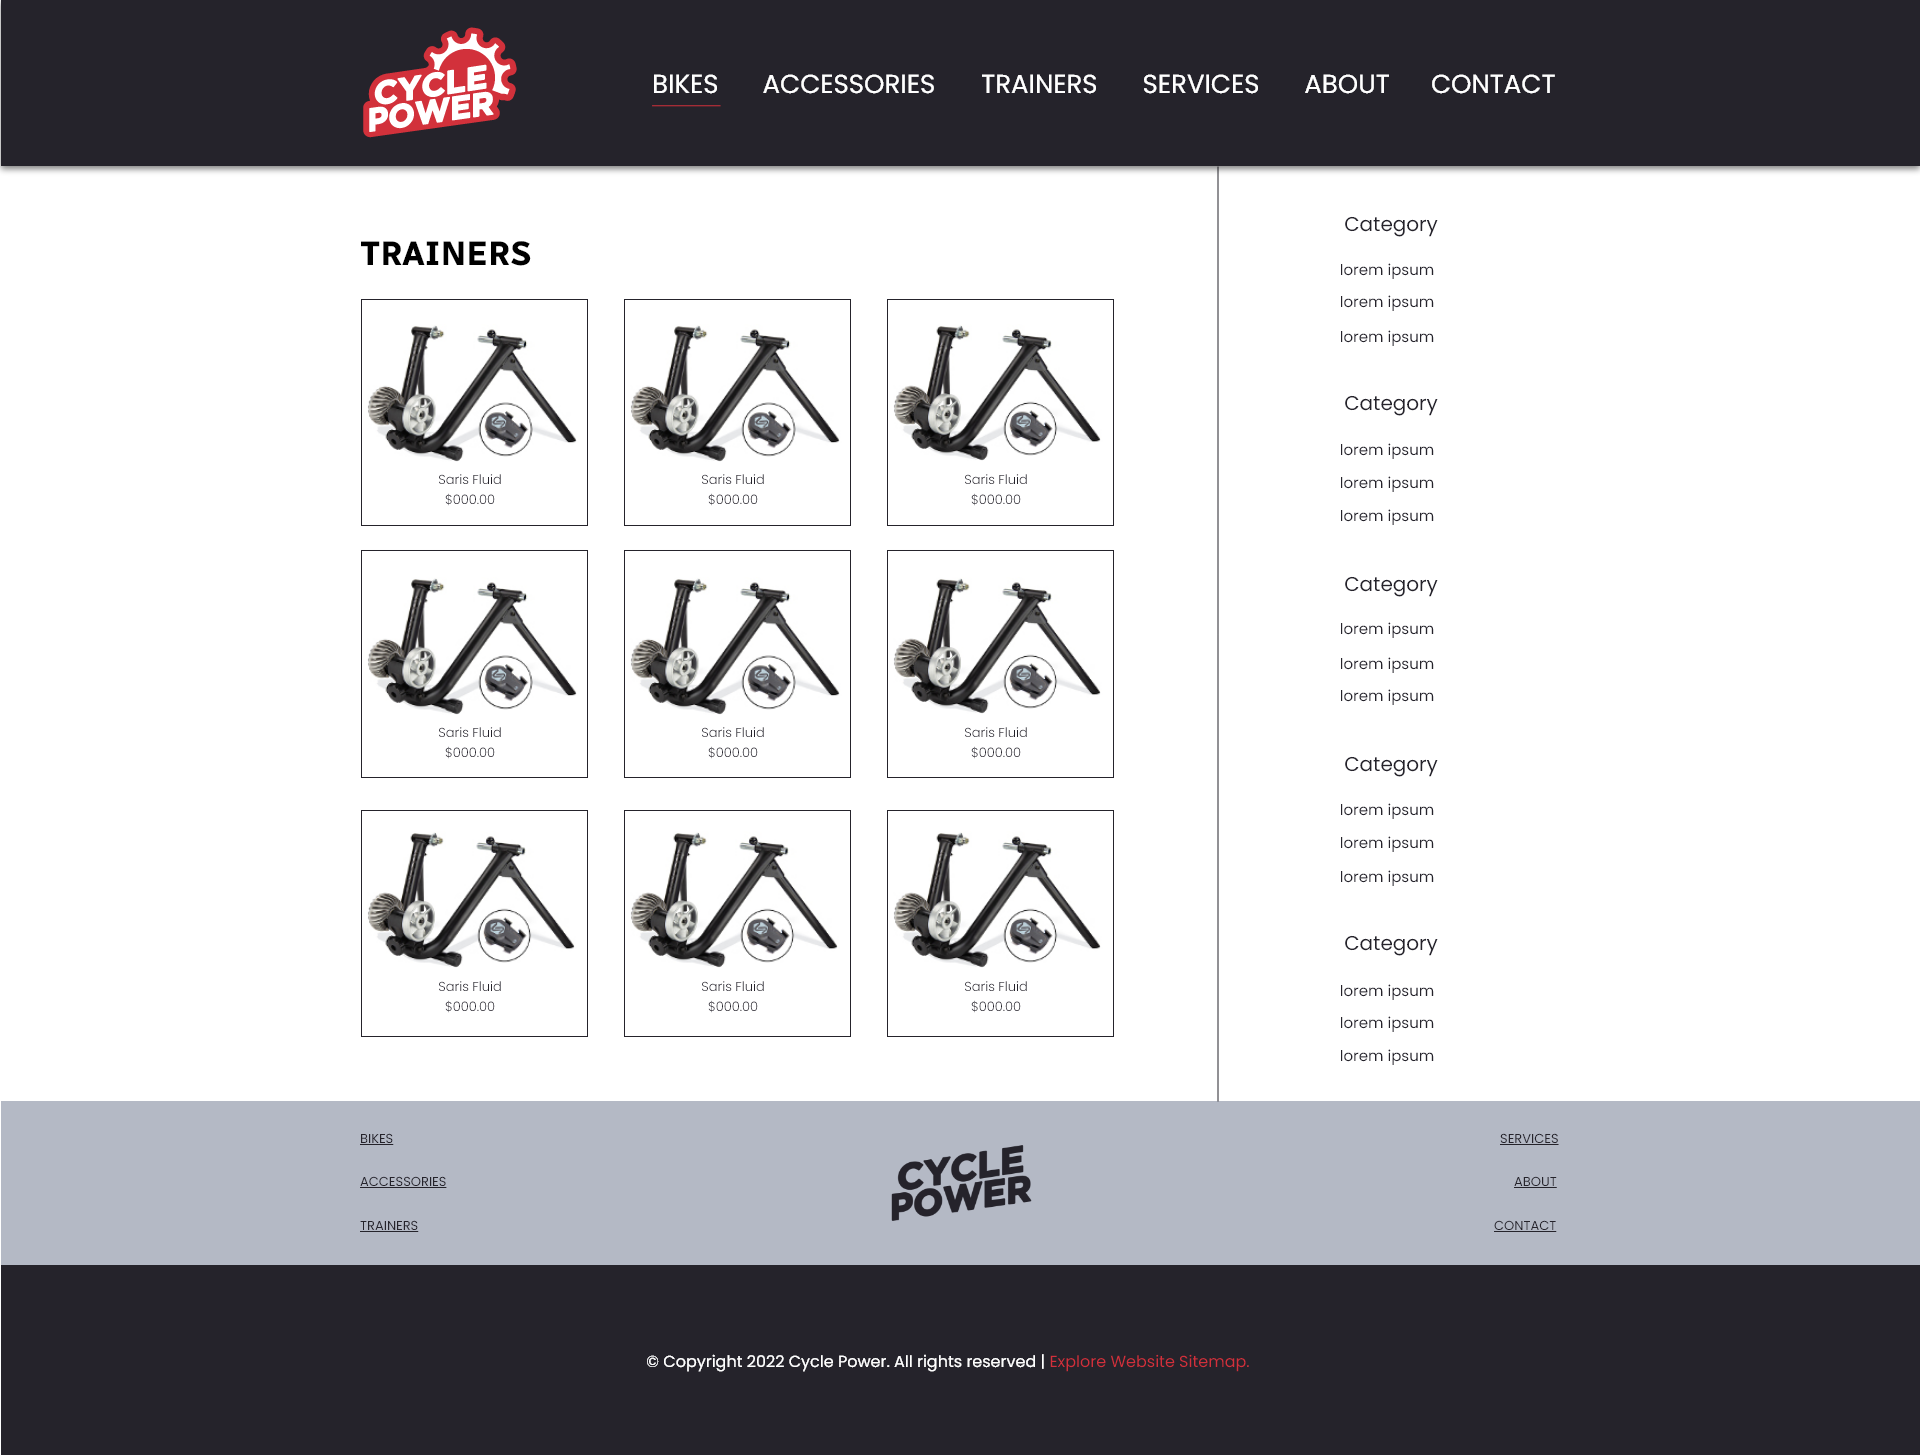 CYCLE
POWER
BIKES ACCESSORIES TRAINERS SERVICES ABOUT CONTACT
TRAINERS
Saris Fluid
$000.00
Saris Fluid
$000.00
Saris Fluid
$000.00
Saris Fluid
$000.00
Saris Fluid
$000.00
Saris Fluid
$000.00
Saris Fluid
$000.00
Saris Fluid
$000.00
Saris Fluid
$000.00
Category
lorem ipsum
lorem ipsum
lorem ipsum
Category
lorem ipsum
lorem ipsum
lorem ipsum
Category
lorem ipsum
lorem ipsum
lorem ipsum
Category
lorem ipsum
lorem ipsum
lorem ipsum
Category
lorem ipsum
lorem ipsum
lorem ipsum
BIKES
ACCESSORIES
TRAINERS
CYCLE
POWER
SERVICES
ABOUT
CONTACT
© Copyright 2022 Cycle Power. All rights reserved | Explore Website Sitemap.